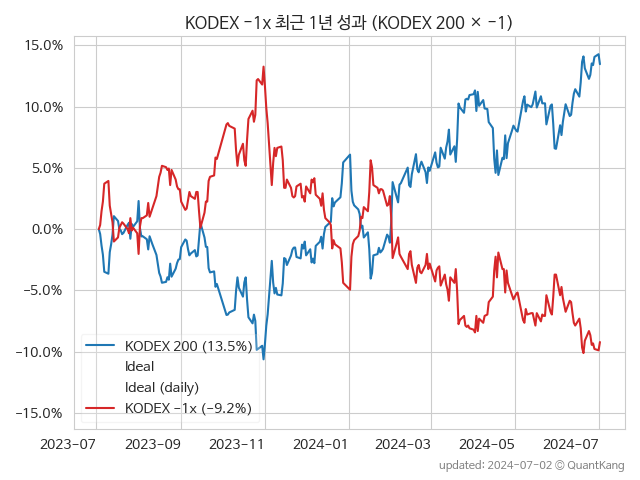 KODEX -1x 최근 1년 성과 (KODEX 200 × -1)
15.0%
10.0%
5.0%
0.0%
-5.0%
-10.0%
-15.0%
KODEX 200 (13.5%)
Ideal
Ideal (daily)
KODEX -1x (-9.2%)
2023-07 2023-09 2023-11 2024-01 2024-03 2024-05 2024-07
updated: 2024-07-02 © QuantKang